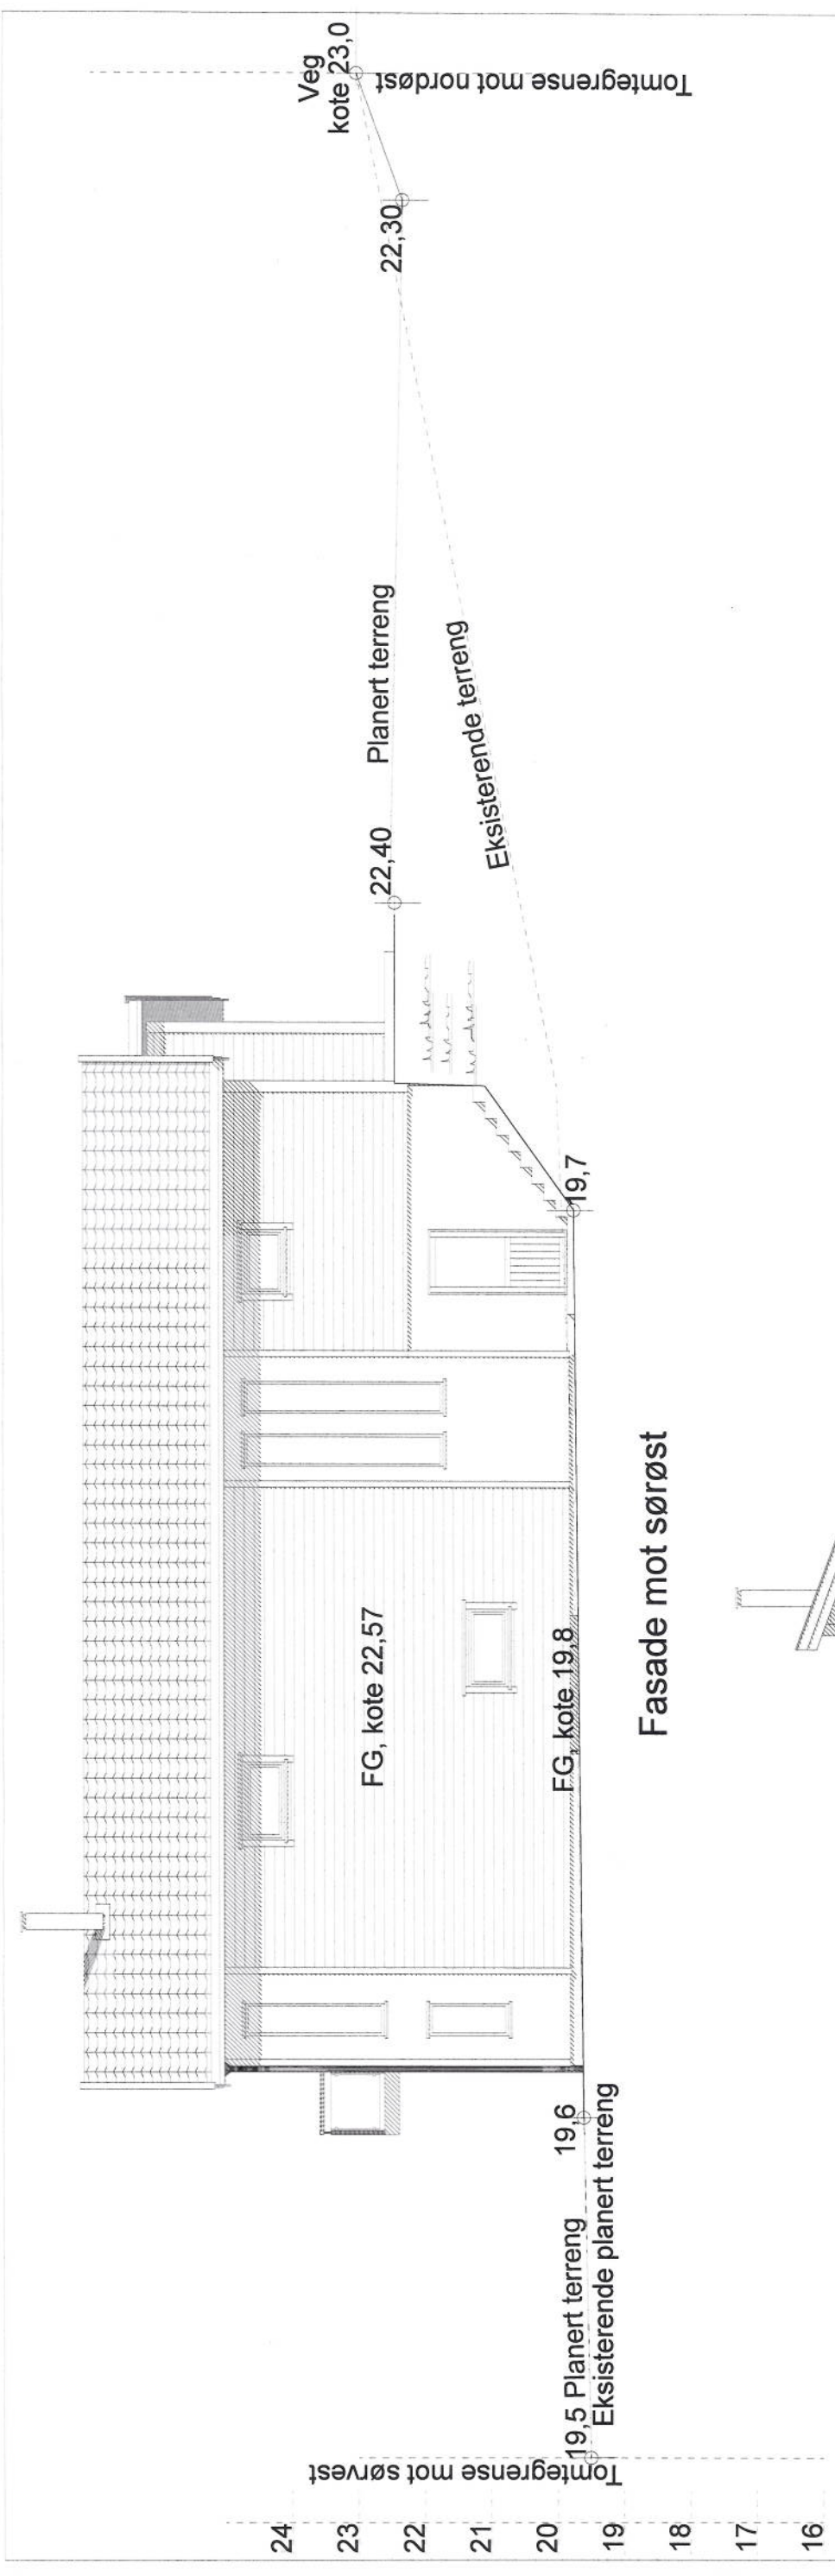 24
23
22
21
20
19
18
17
16
Tomtegrense mot sørvest
19,5 Planert terreng
Eksisterende planert terreng
19,6
FG, kote 22,57
FG, kote 19,8
Fasade mot sørøst
19,7
22,40
Planert terreng
Eksisterende terreng
22,30
Veg
kote 23,0
Tomtegrense mot nordøst